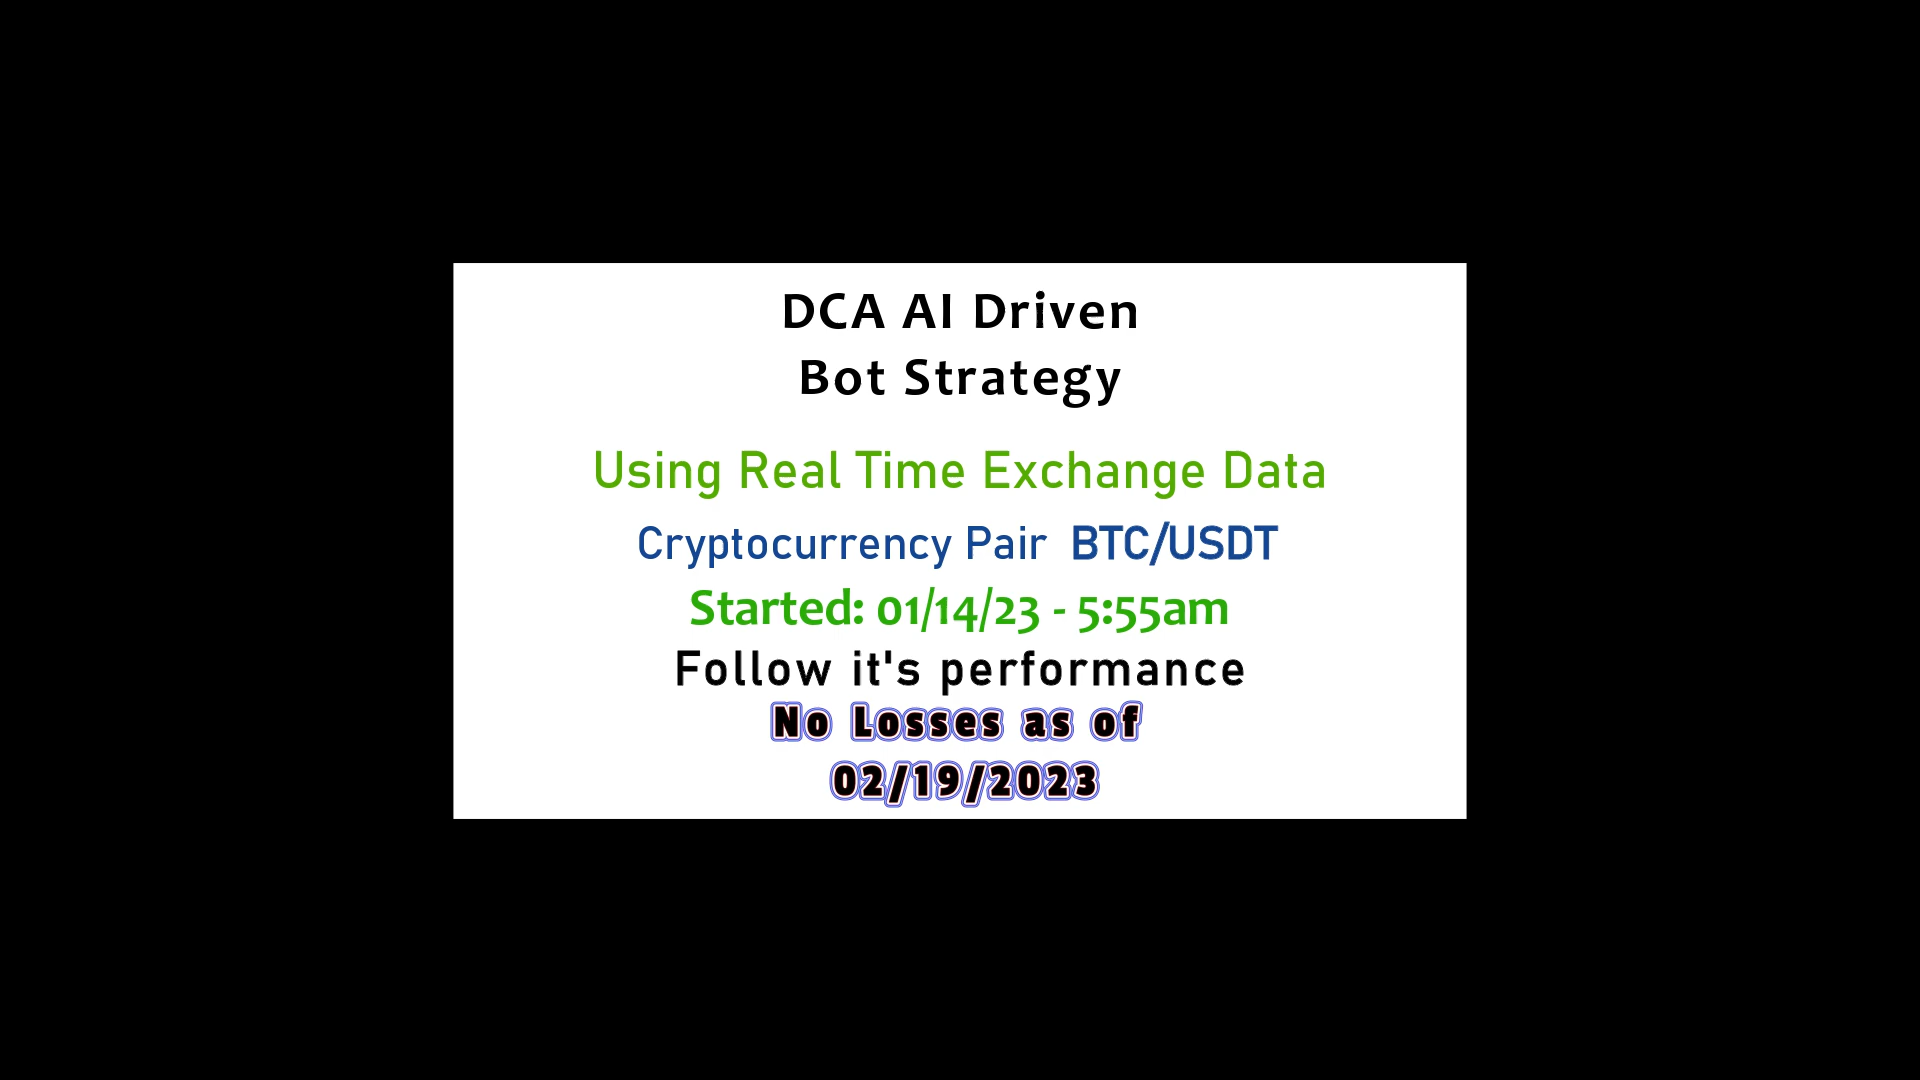 DCA AI Driven
Bot Strategy
Using Real Time Exchange Data
Cryptocurrency Pair BTC/USDT
Started: 01/14/23 - 5:55am
Follow it's performance
No Losses as of
02/19/2023